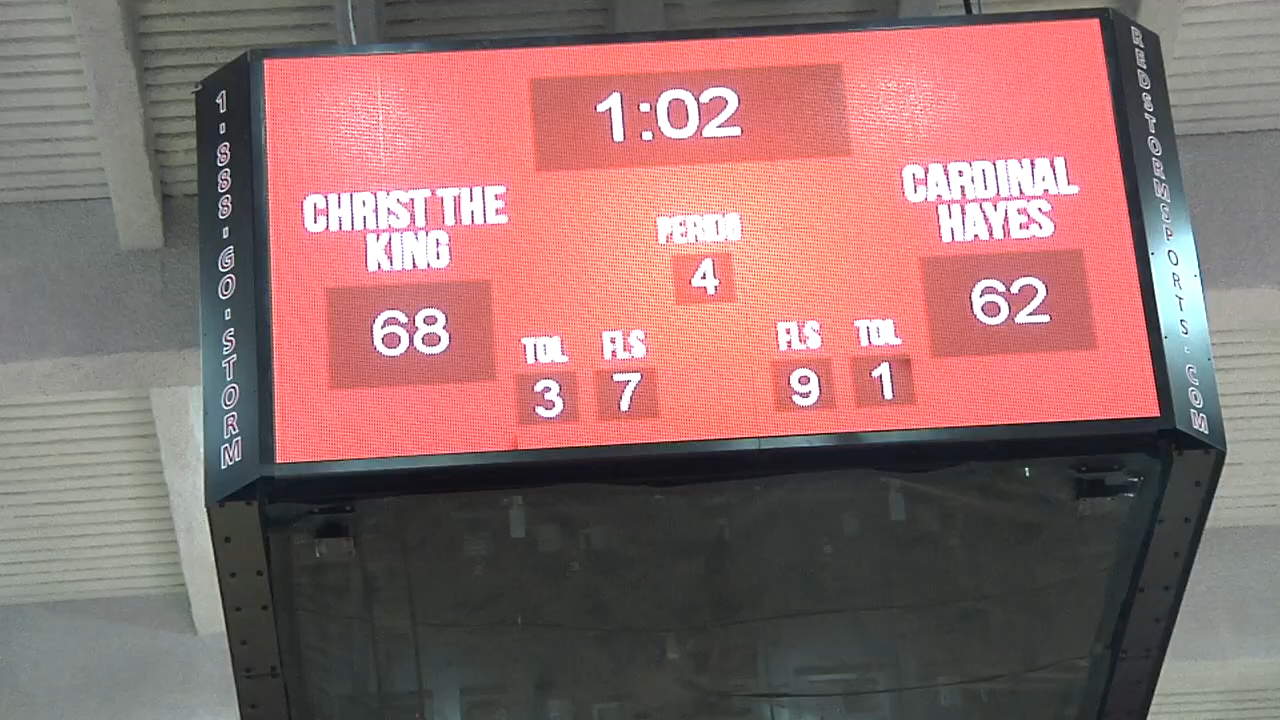 1:02
CHRIST THE
KING
68
PERIOD
4
CARDINAL
HAYES
62
TOL
3
FLS
7
FLS
9
TOL
1
1-888-GO-STORM
REDSTORMSPORTS.COM